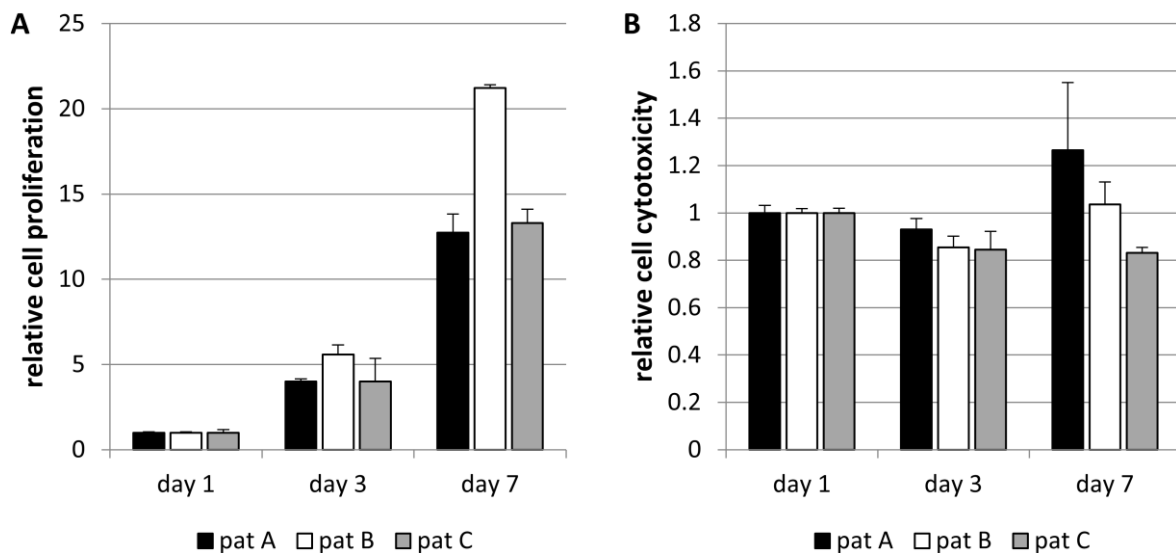 A
relative cell proliferation
25
20
15
10
5
0
day 1 day 3 day 7
pat A pat B pat C
B
relative cell cytotoxicity
1.8
1.6
1.4
1.2
1
0.8
0.6
0.4
0.2
0
day 1 day 3 day 7
pat A pat B pat C